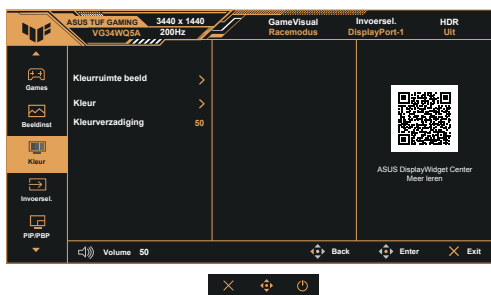 ASUS TUF GAMING 3440 x 1440
VG34WQ5A 200Hz
GameVisual
Racemodus
Invoersel.
DisplayPort-1
HDR
Uit
Games
Beeldinst
Kleur
Invoersel.
PIP/PBP
Kleurruimte beeld
Kleur
Kleurverzadiging 50
ASUS DisplayWidget Center
Meer leren
Volume 50
Back
Enter
Exit